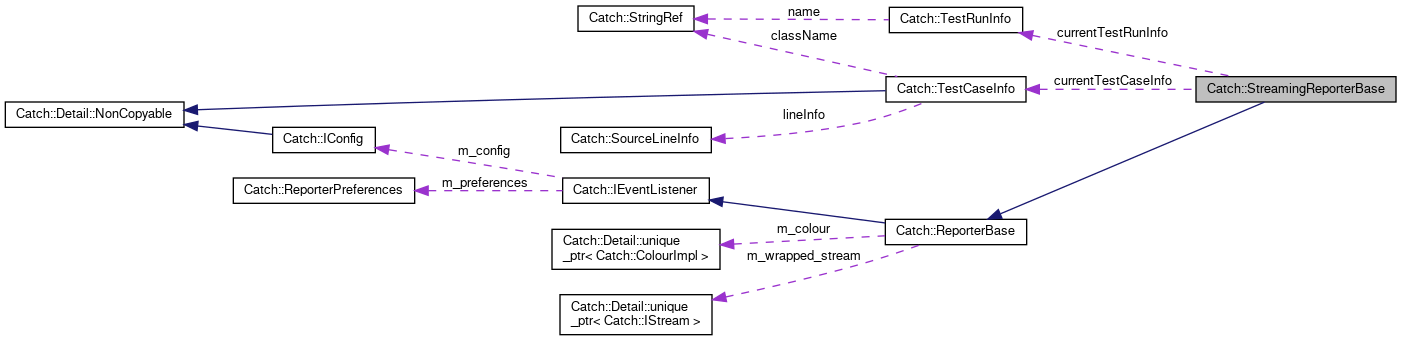 Catch::StringRef
name
Catch::TestRunInfo
className
currentTestRunInfo
Catch::TestCaseInfo
currentTestCaseInfo
Catch::StreamingReporterBase
Catch::Detail::NonCopyable
lineInfo
Catch::IConfig
Catch::SourceLineInfo
m_config
Catch::ReporterPreferences
m_preferences
Catch::IEventListener
Catch::ReporterBase
Catch::Detail::unique
_ptr< Catch::ColourImpl >
m_colour
m_wrapped_stream
Catch::Detail::unique
_ptr< Catch::IStream >